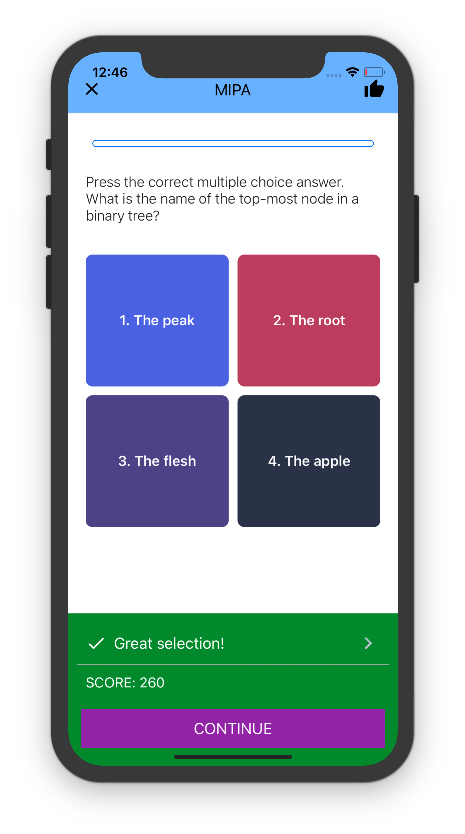 12:46
MIPA
Press the correct multiple choice answer.
What is the name of the top-most node in a
binary tree?
1. The peak
2. The root
3. The flesh
4. The apple
Great selection!
SCORE: 260
CONTINUE